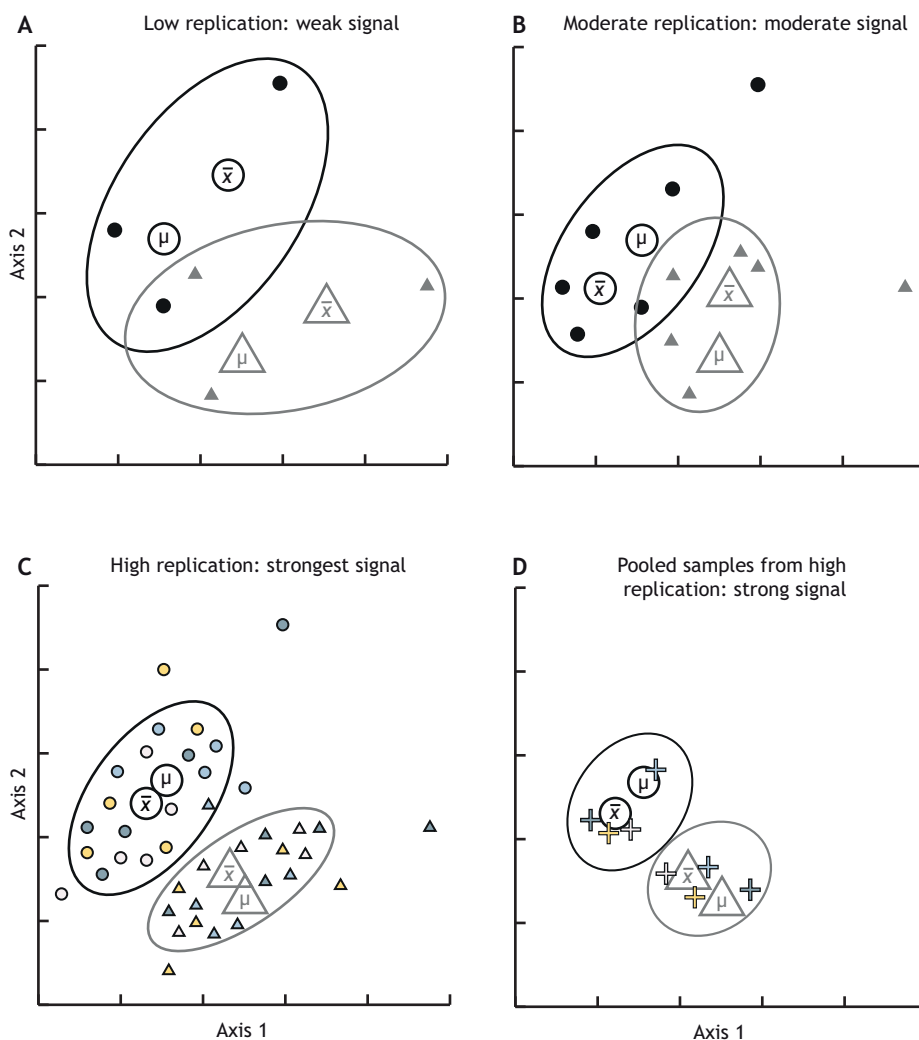 A
Low replication: weak signal
Axis 2
x̄
μ
x̄
μ
B
Moderate replication: moderate signal
μ
x̄
x̄
μ
C
High replication: strongest signal
Axis 2
μ
x̄
x̄
μ
Axis 1
D
Pooled samples from high
replication: strong signal
μ
x̄
x̄
μ
Axis 1